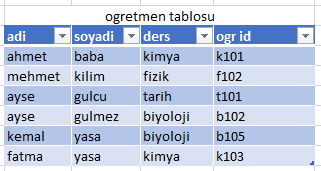 ogretmen tablosu
adi soyadi ders ogr id
ahmet baba kimya k101
mehmet kilim fizik f102
ayse gulcu tarih t101
ayse gulmez biyoloji b102
kemal yasa biyoloji b105
fatma yasa kimya k103